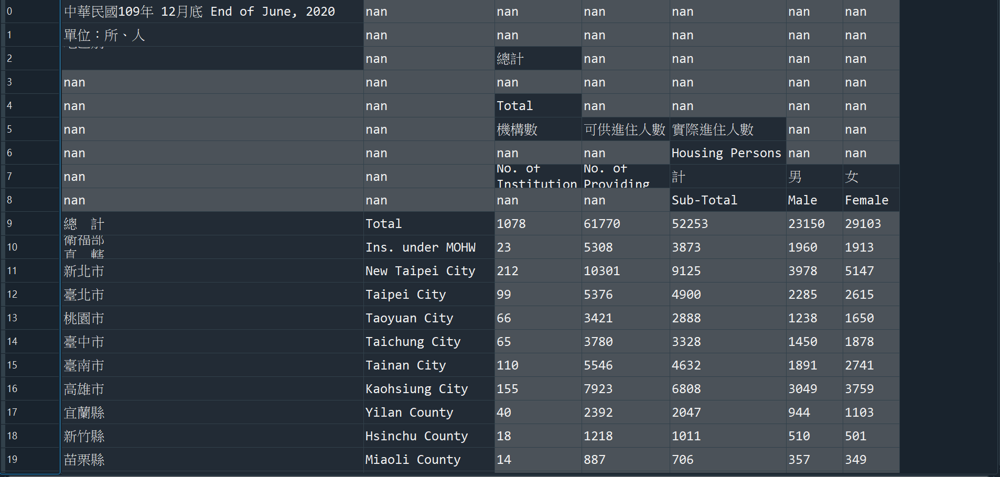 0 中華民國109年 12月底 End of June, 2020 nan nan nan nan nan nan
1 單位：所、人 nan nan nan nan nan nan
2 nan 總計 nan nan nan nan
3 nan nan nan nan nan nan nan
4 nan nan Total nan nan nan nan
5 nan nan 機構數 可供進住人數 實際進住人數 nan nan
6 nan nan nan nan Housing Persons nan nan
7 nan nan No. of Institution No. of Providing 計 男 女
8 nan nan nan nan Sub-Total Male Female
9 總　計 Total 1078 61770 52253 23150 29103
10 衛福部 直　轄 Ins. under MOHW 23 5308 3873 1960 1913
11 新北市 New Taipei City 212 10301 9125 3978 5147
12 臺北市 Taipei City 99 5376 4900 2285 2615
13 桃園市 Taoyuan City 66 3421 2888 1238 1650
14 臺中市 Taichung City 65 3780 3328 1450 1878
15 臺南市 Tainan City 110 5546 4632 1891 2741
16 高雄市 Kaohsiung City 155 7923 6808 3049 3759
17 宜蘭縣 Yilan County 40 2392 2047 944 1103
18 新竹縣 Hsinchu County 18 1218 1011 510 501
19 苗栗縣 Miaoli County 14 887 706 357 349